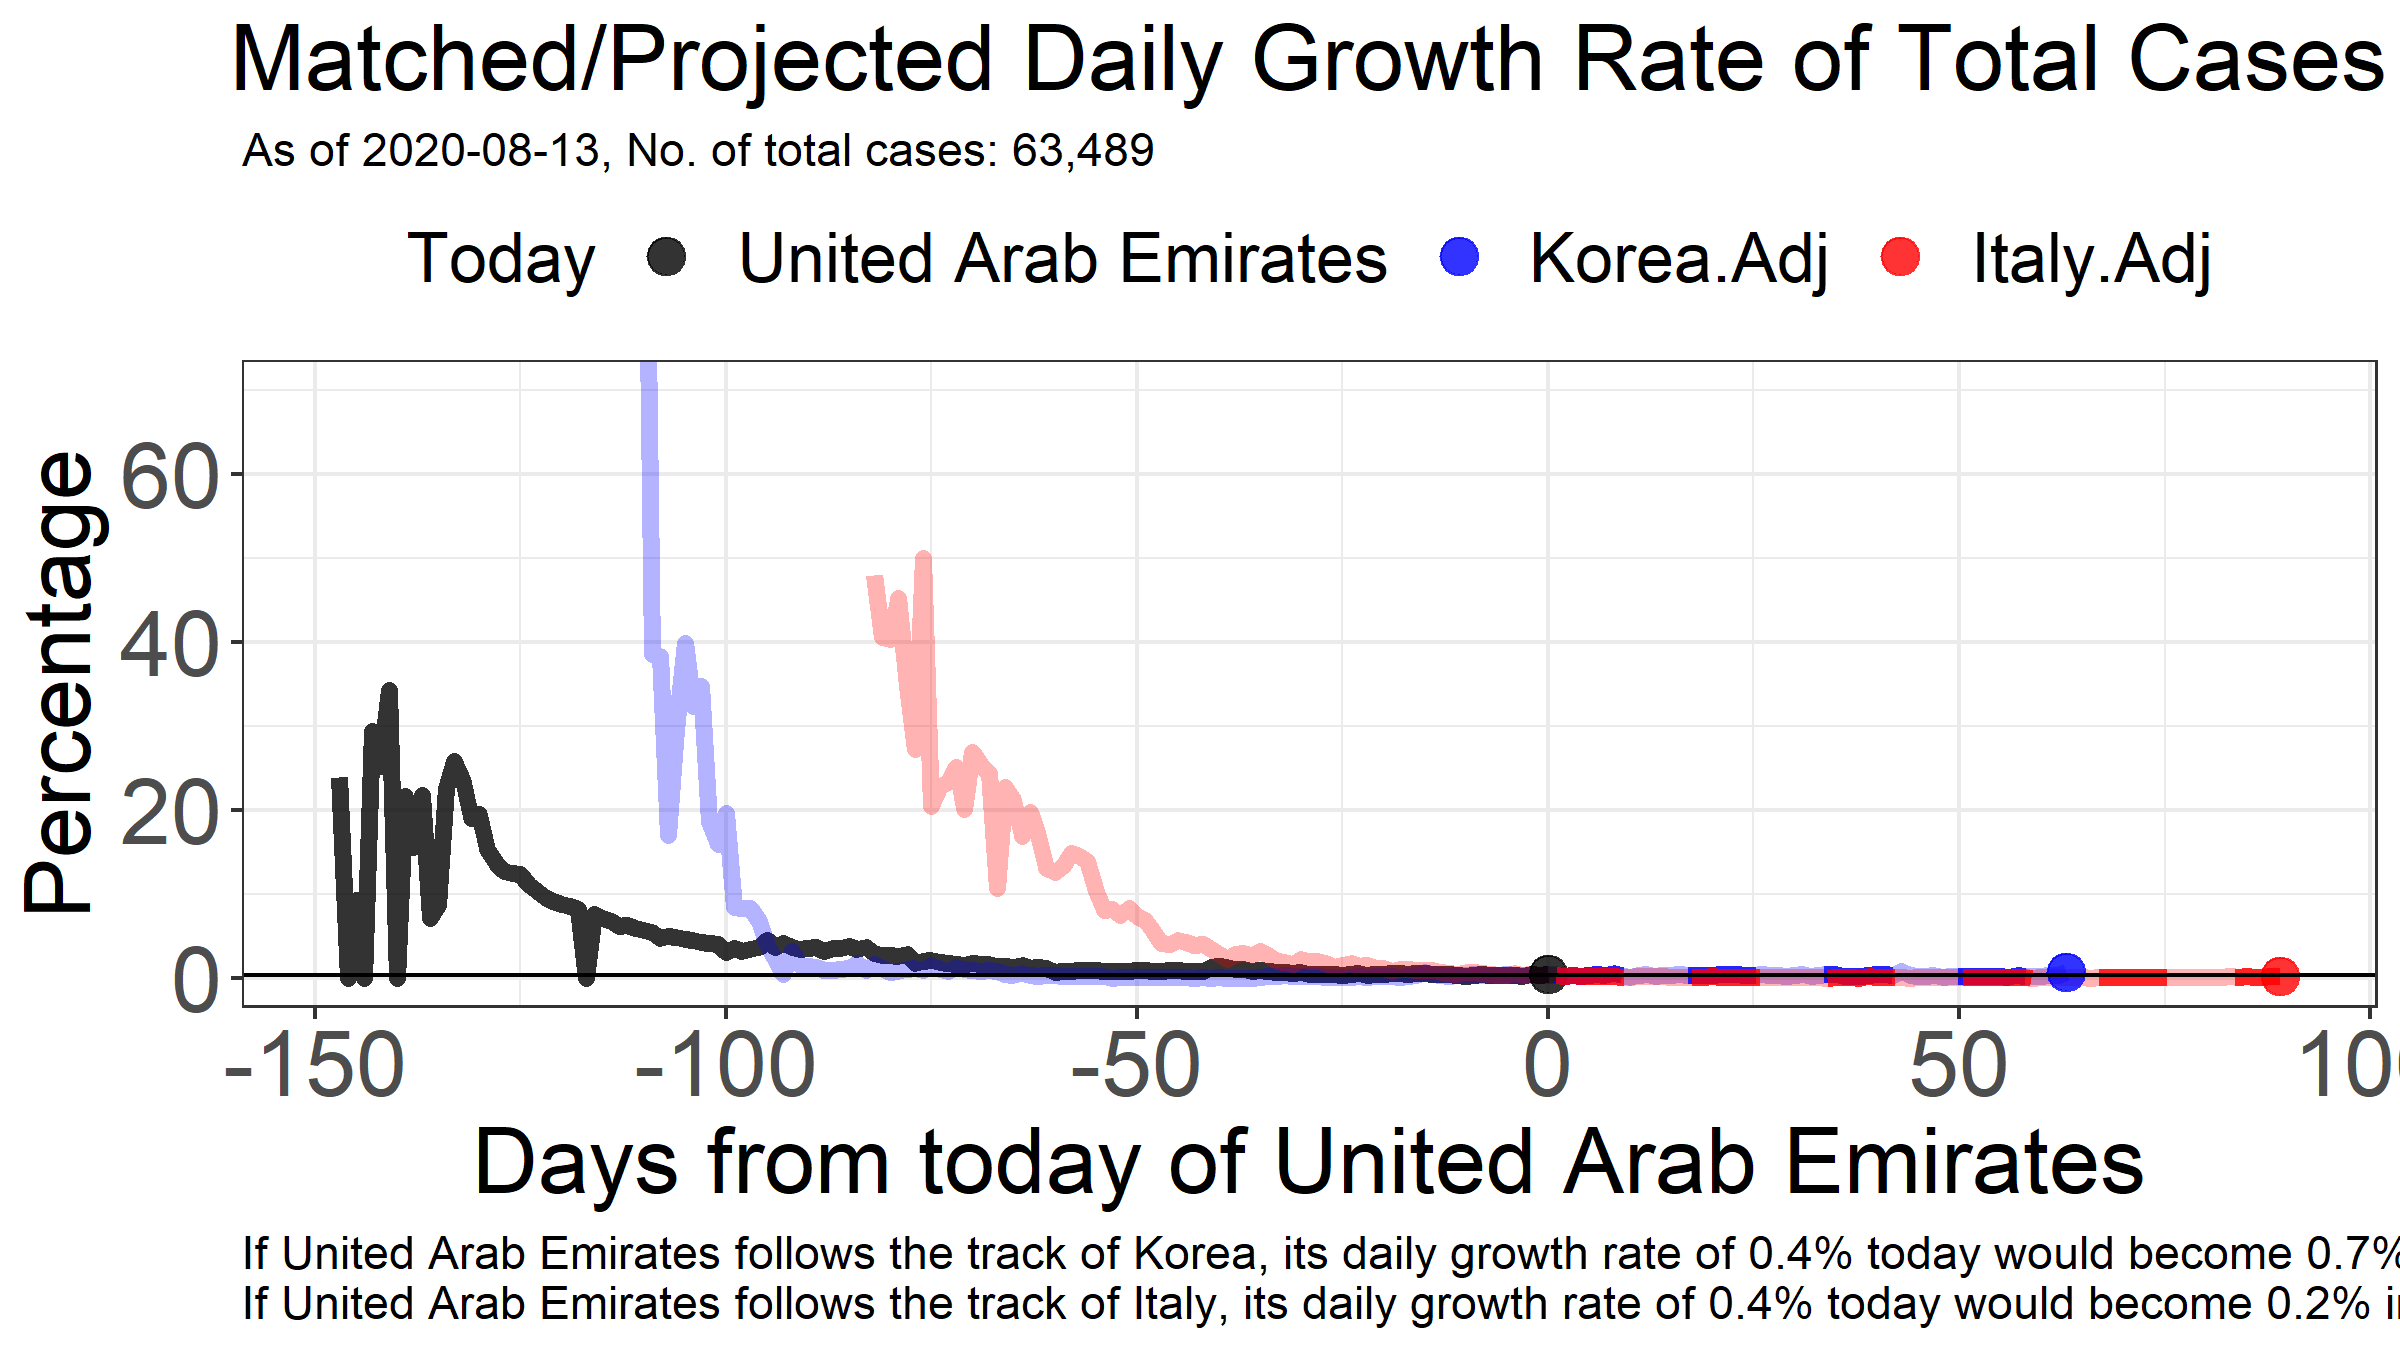 Matched/Projected Daily Growth Rate of Total Cases
As of 2020-08-13, No. of total cases: 63,489
Today United Arab Emirates Korea.Adj Italy.Adj
Percentage
60
40
20
0
-150 -100 -50 0 50
Days from today of United Arab Emirates
If United Arab Emirates follows the track of Korea, its daily growth rate of 0.4% today would become 0.7%
If United Arab Emirates follows the track of Italy, its daily growth rate of 0.4% today would become 0.2%